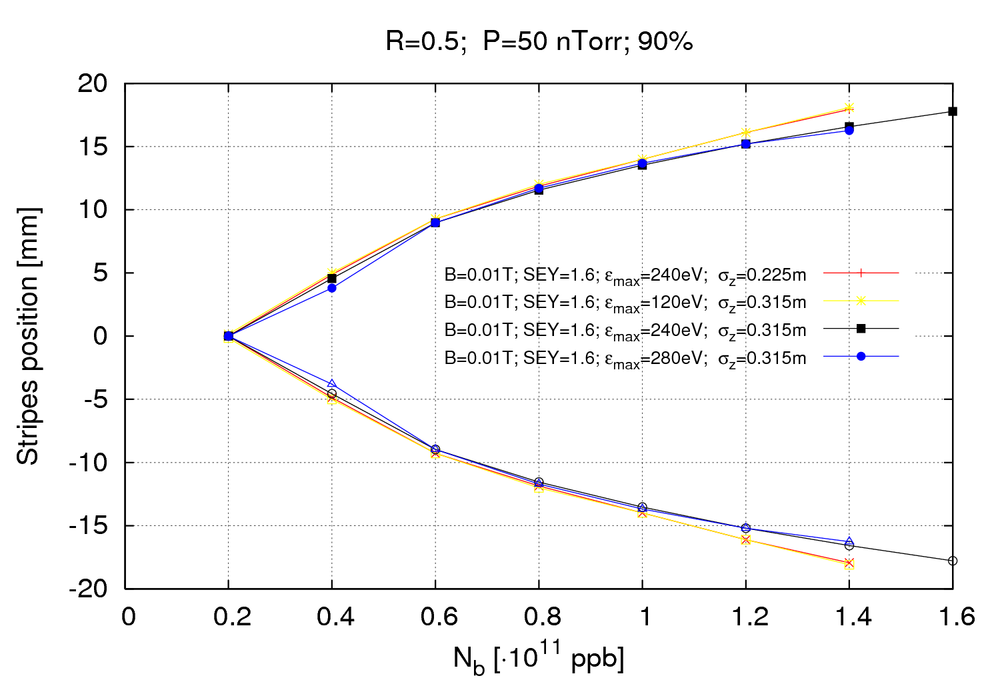 R=0.5; P=50 nTorr; 90%
20
15
10
5
0
-5
-10
-15
-20
Stripes position [mm]
B=0.01T; SEY=1.6; εmax=240eV; σz=0.225m
B=0.01T; SEY=1.6; εmax=120eV; σz=0.315m
B=0.01T; SEY=1.6; εmax=240eV; σz=0.315m
B=0.01T; SEY=1.6; εmax=280eV; σz=0.315m
0 0.2 0.4 0.6 0.8 1 1.2 1.4 1.6
Nb [·10¹¹ ppb]